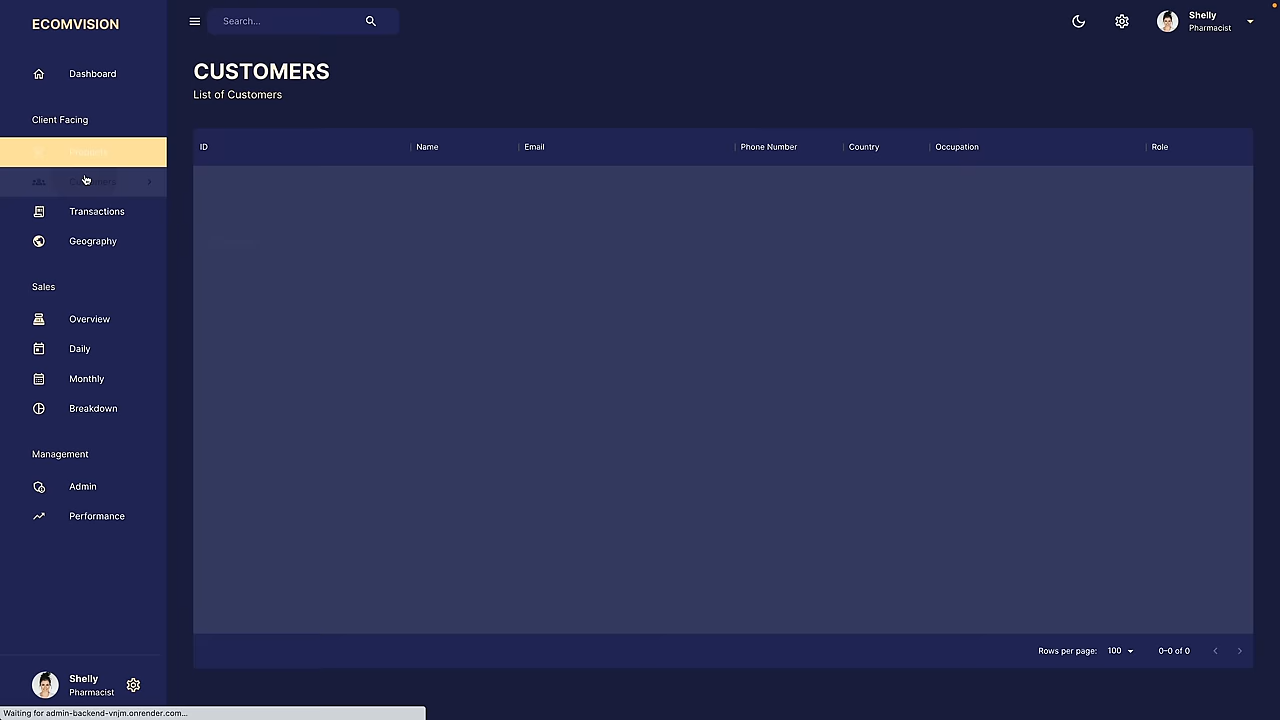 ECOMVISION
Search...
Shelly
Pharmacist
Dashboard
Client Facing
Products
Customers
Transactions
Geography
Sales
Overview
Daily
Monthly
Breakdown
Management
Admin
Performance
Shelly
Pharmacist
CUSTOMERS
List of Customers
ID Name Email Phone Number Country Occupation Role
Rows per page: 100 0–0 of 0
Waiting for admin-backend-vnjm.onrender.com...